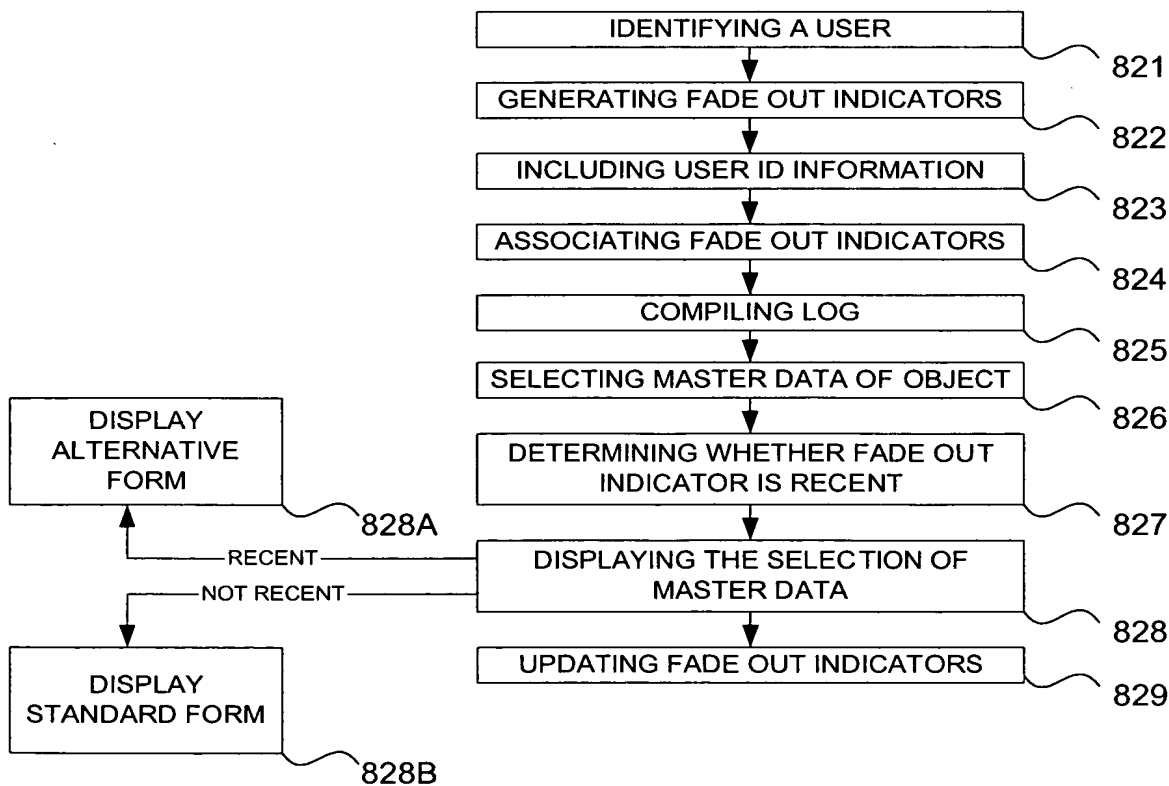 IDENTIFYING A USER
821
GENERATING FADE OUT INDICATORS
822
INCLUDING USER ID INFORMATION
823
ASSOCIATING FADE OUT INDICATORS
824
COMPILING LOG
825
SELECTING MASTER DATA OF OBJECT
826
DETERMINING WHETHER FADE OUT
INDICATOR IS RECENT
827
DISPLAY
ALTERNATIVE
FORM
828A
RECENT
NOT RECENT
DISPLAYING THE SELECTION OF
MASTER DATA
828
UPDATING FADE OUT INDICATORS
829
DISPLAY
STANDARD FORM
828B